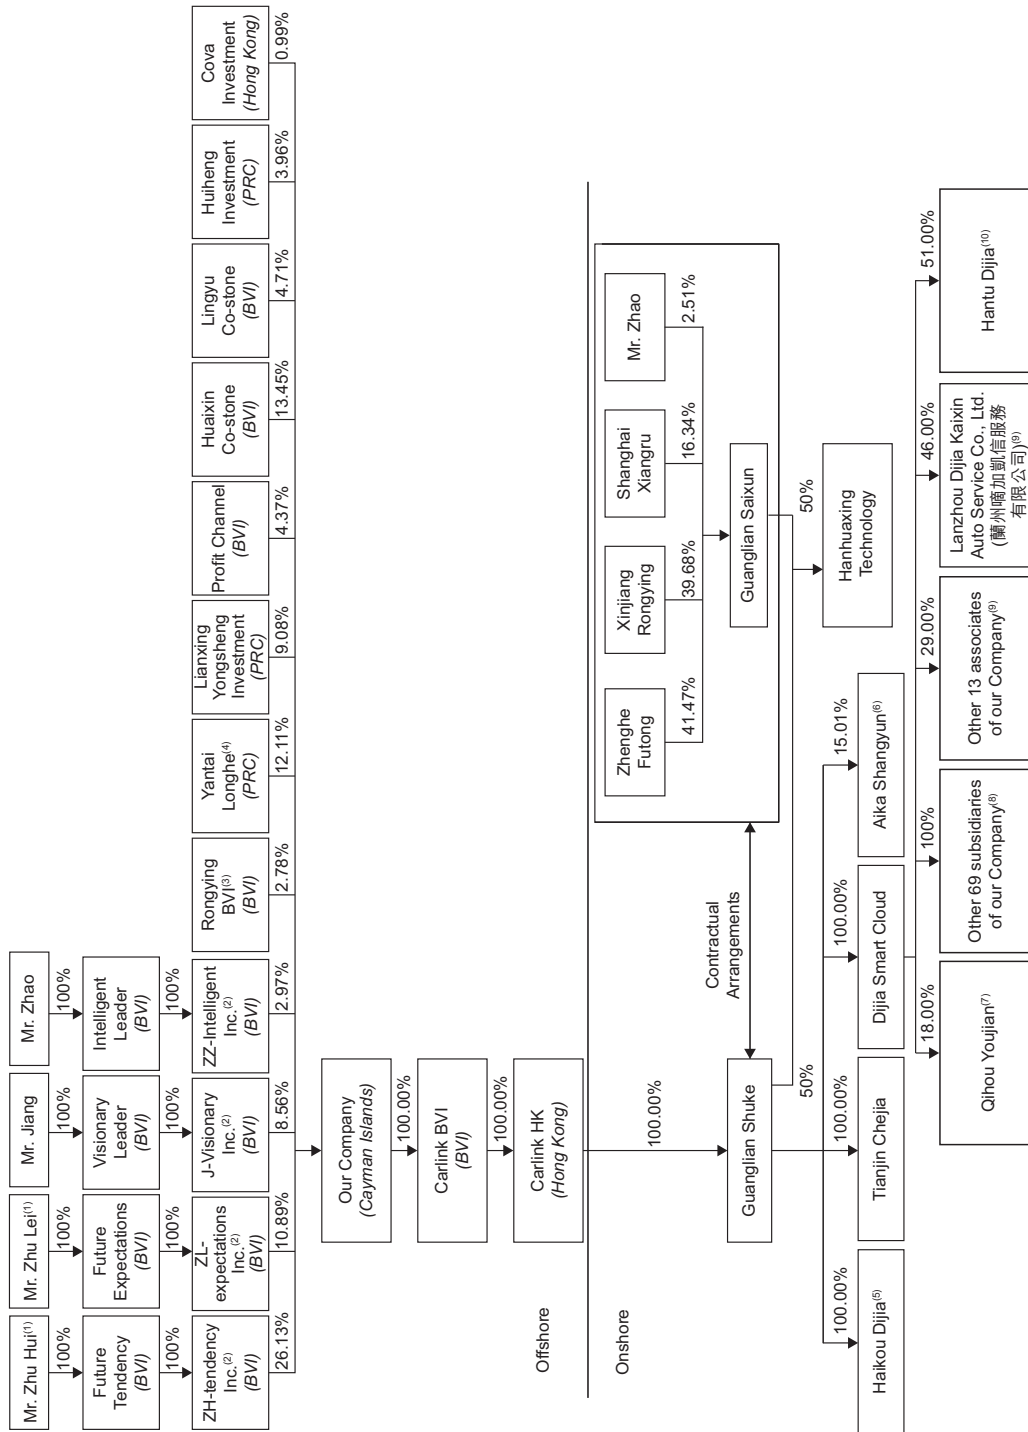 Mr. Zhu Hui(1)
Mr. Zhu Lei(1)
Mr. Jiang
Mr. Zhao
100%
100%
100%
100%
Future
Tendency
(BVI)
Future
Expectations
(BVI)
Visionary
Leader
(BVI)
Intelligent
Leader
(BVI)
100%
100%
100%
100%
ZH-tendency
Inc.(2)
(BVI)
ZL-
expectations
Inc.(2)
(BVI)
J-Visionary
Inc.(2)
(BVI)
ZZ-Intelligent
Inc.(2)
(BVI)
Rongying
BVI(3)
(BVI)
Yantai
Longhe(4)
(PRC)
Lianxing
Yongsheng
Investment
(PRC)
Profit Channel
(BVI)
Huaixin
Co-stone
(BVI)
Lingyu
Co-stone
(BVI)
Huiheng
Investment
(PRC)
Cova
Investment
(Hong Kong)
26.13%
10.89%
8.56%
2.97%
2.78%
12.11%
9.08%
4.37%
13.45%
4.71%
3.96%
0.99%
Our Company
(Cayman Islands)
100.00%
Carlink BVI
(BVI)
100.00%
Carlink HK
(Hong Kong)
Offshore
Onshore
100.00%
Zhenghe
Futong
Xinjiang
Rongying
Shanghai
Xiangru
Mr. Zhao
41.47%
39.68%
16.34%
2.51%
Guanglian Shuke
Contractual
Arrangements
Guanglian Saixun
50%
50%
Hanhuaxing
Technology
100.00%
100.00%
100.00%
15.01%
Haikou Dijia(5)
Tianjin Chejia
Dijia Smart Cloud
Aika Shangyun(6)
18.00%
100%
29.00%
46.00%
51.00%
Qihou Youjian(7)
Other 69 subsidiaries
of our Company(8)
Other 13 associates
of our Company(9)
Lanzhou Dijia Kaixin
Auto Service Co., Ltd.
(蘭州嘀加凱信服務
有限公司)(9)
Hantu Dijia(10)